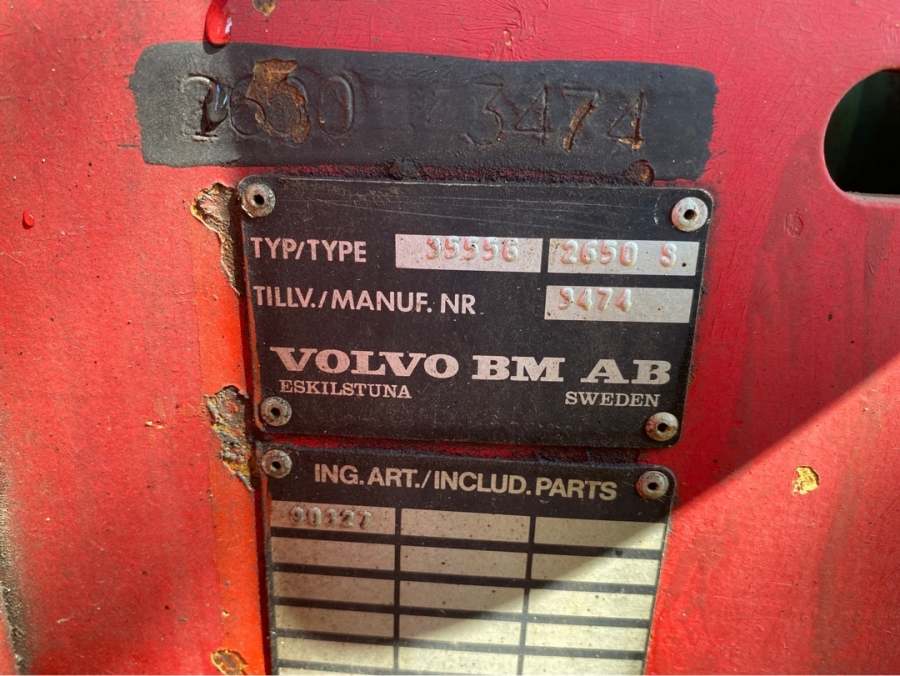 3474
TYP/TYPE 35556 2650 S
TILLV./MANUF. NR 3474
VOLVO BM AB
ESKILSTUNA SWEDEN
ING. ART./INCLUD. PARTS
90327